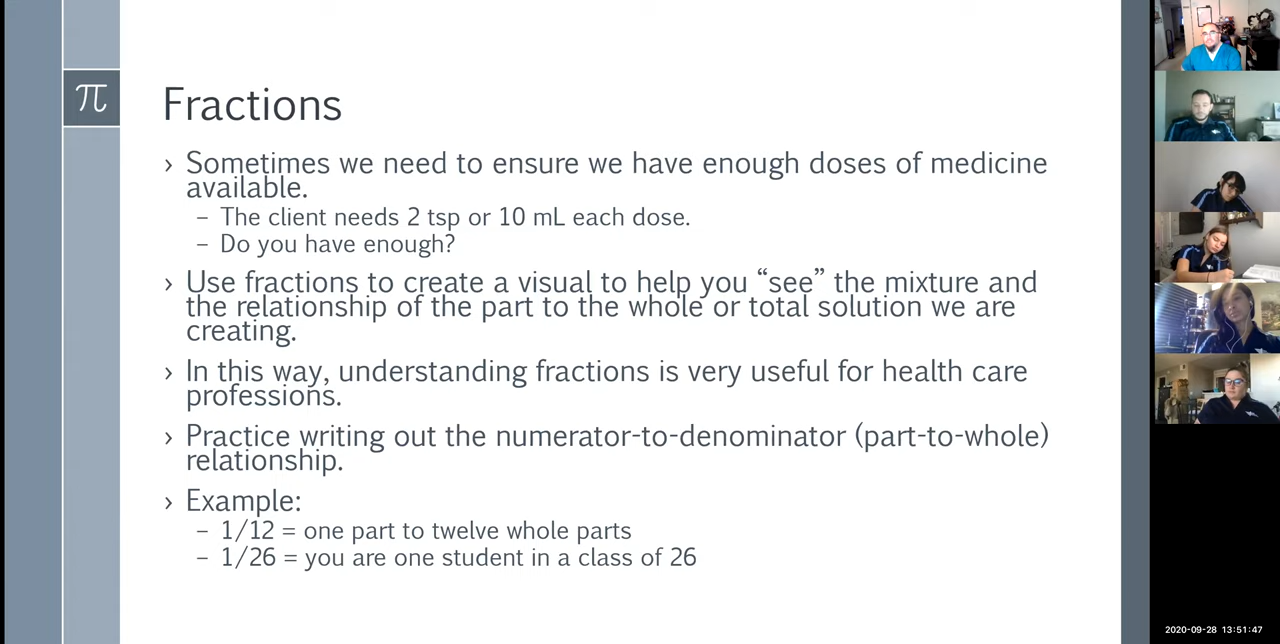 π
Fractions
› Sometimes we need to ensure we have enough doses of medicine
available.
– The client needs 2 tsp or 10 mL each dose.
– Do you have enough?
› Use fractions to create a visual to help you “see” the mixture and
the relationship of the part to the whole or total solution we are
creating.
› In this way, understanding fractions is very useful for health care
professions.
› Practice writing out the numerator-to-denominator (part-to-whole)
relationship.
› Example:
– 1/12 = one part to twelve whole parts
– 1/26 = you are one student in a class of 26
2020-09-28 13:51:47